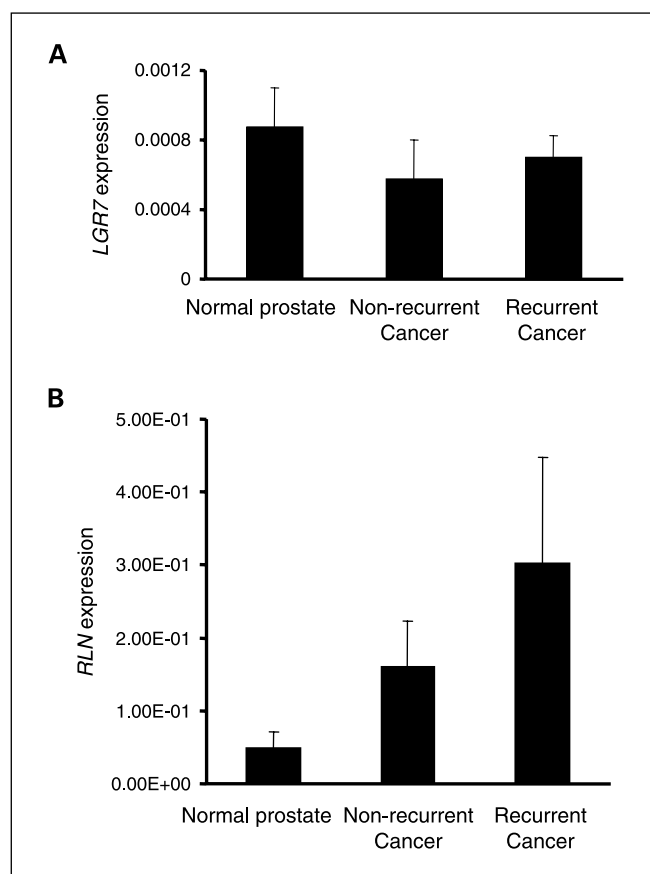 A
LGR7 expression
0.0012
0.0008
0.0004
0
Normal prostate
Non-recurrent
Cancer
Recurrent
Cancer
B
RLN expression
5.00E-01
4.00E-01
3.00E-01
2.00E-01
1.00E-01
0.00E+00
Normal prostate
Non-recurrent
Cancer
Recurrent
Cancer